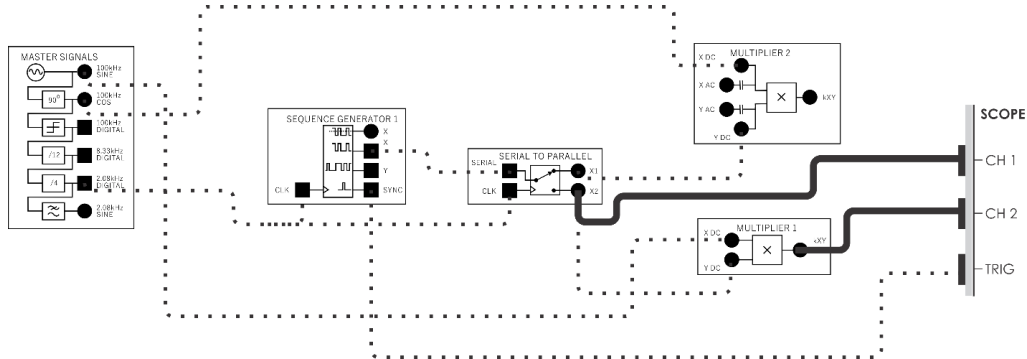 MASTER SIGNALS
100kHz
SINE
90°
100kHz
COS
100kHz
DIGITAL
/12
8.33kHz
DIGITAL
/4
2.08kHz
DIGITAL
2.08kHz
SINE
SEQUENCE GENERATOR 1
X
X
Y
CLK
SYNC
SERIAL TO PARALLEL
SERIAL
X1
CLK
X2
MULTIPLIER 2
X DC
X AC
Y AC
Y DC
X
kXY
MULTIPLIER 1
X DC
Y DC
X
kXY
SCOPE
CH 1
CH 2
TRIG